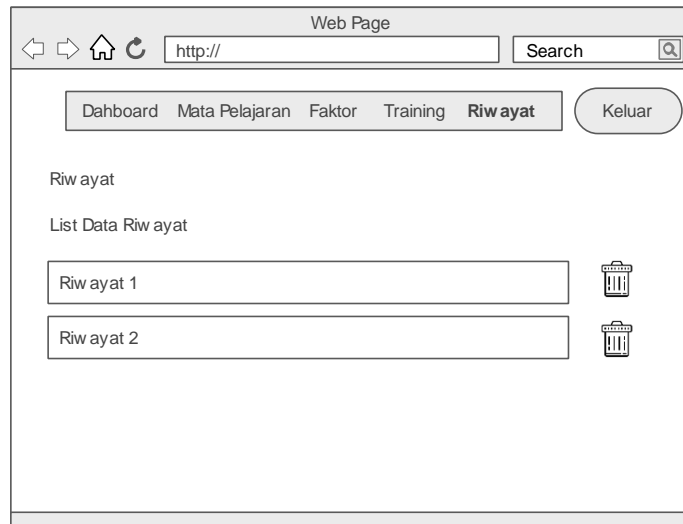 Web Page
http:// Search
Dahboard Mata Pelajaran Faktor Training Riwayat Keluar
Riwayat
List Data Riwayat
Riwayat 1
Riwayat 2